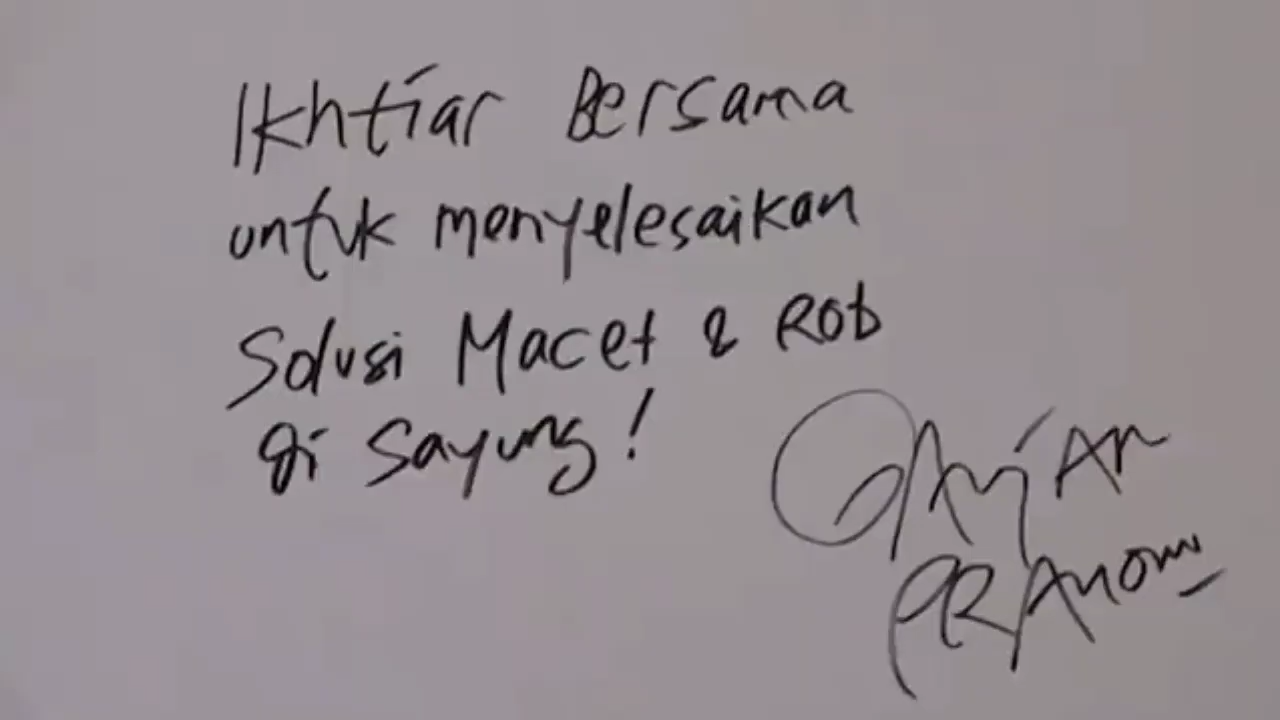 Ikhtiar Bersama
untuk menyelesaikan
Solusi Macet & Rob
di Sayung!
Ganjar
Pranowo